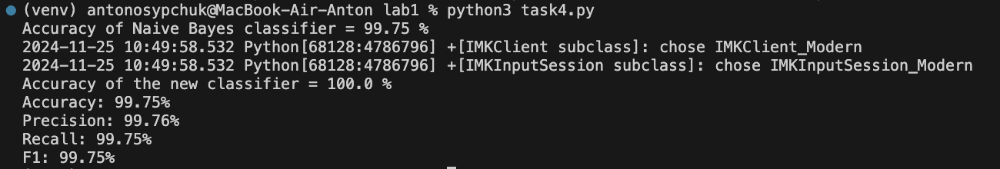 (venv) antonosypchuk@MacBook-Air-Anton lab1 % python3 task4.py
Accuracy of Naive Bayes classifier = 99.75 %
2024-11-25 10:49:58.532 Python[68128:4786796] +[IMKClient subclass]: chose IMKClient_Modern
2024-11-25 10:49:58.532 Python[68128:4786796] +[IMKInputSession subclass]: chose IMKInputSession_Modern
Accuracy of the new classifier = 100.0 %
Accuracy: 99.75%
Precision: 99.76%
Recall: 99.75%
F1: 99.75%